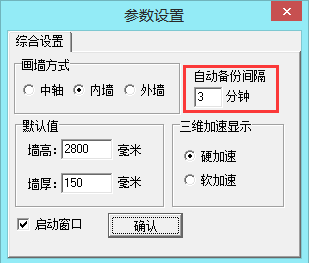 参数设置
综合设置
画墙方式
中轴 内墙 外墙
自动备份间隔
3 分钟
默认值
墙高: 2800 毫米
墙厚: 150 毫米
三维加速显示
硬加速
软加速
启动窗口
确认